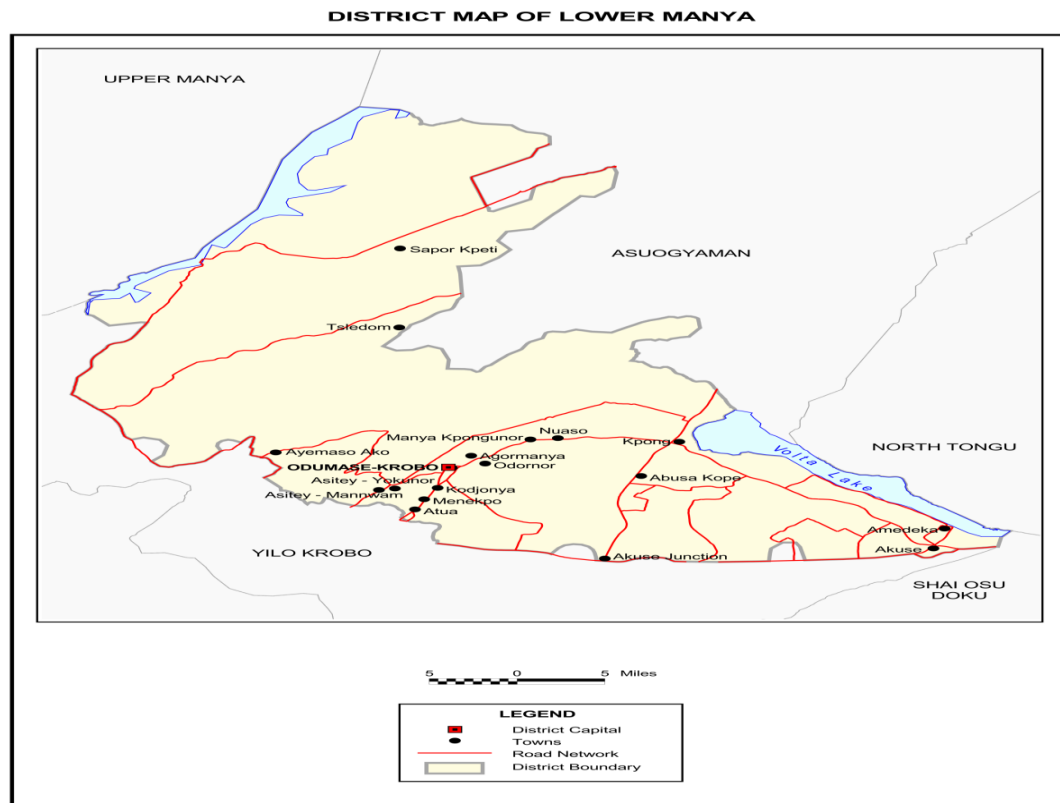 DISTRICT MAP OF LOWER MANYA
UPPER MANYA
ASUOGYAMAN
Sapor Kpeti
Tsledom
NORTH TONGU
Volta Lake
Manya Kpongunor
Nuaso
Kpong
Ayemaso Ako
Agormanya
ODUMASE-KROBO
Odornor
Abusa Kope
Asitey - Yokunor
Kodjonya
Asitey - Mannwam
Menekpo
Atua
Amedeka
Akuse
YILO KROBO
Akuse Junction
SHAI OSU
DOKU
5 0 5 Miles
LEGEND
District Capital
Towns
Road Network
District Boundary